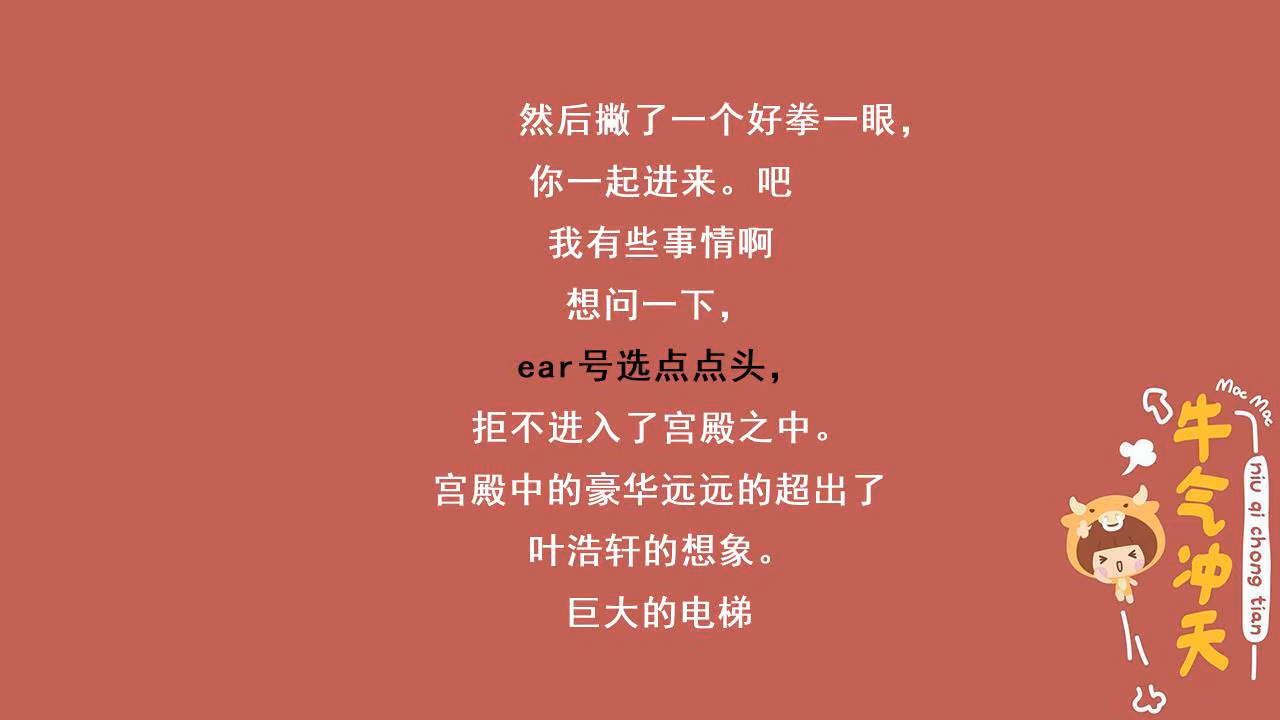 然后撇了一个好拳一眼，
你一起进来。吧
我有些事情啊
想问一下，
ear号选点点头，
拒不进入了宫殿之中。
宫殿中的豪华远远的超出了
叶浩轩的想象。
巨大的电梯
Moc Moc
牛气冲天
niu qi chong tian